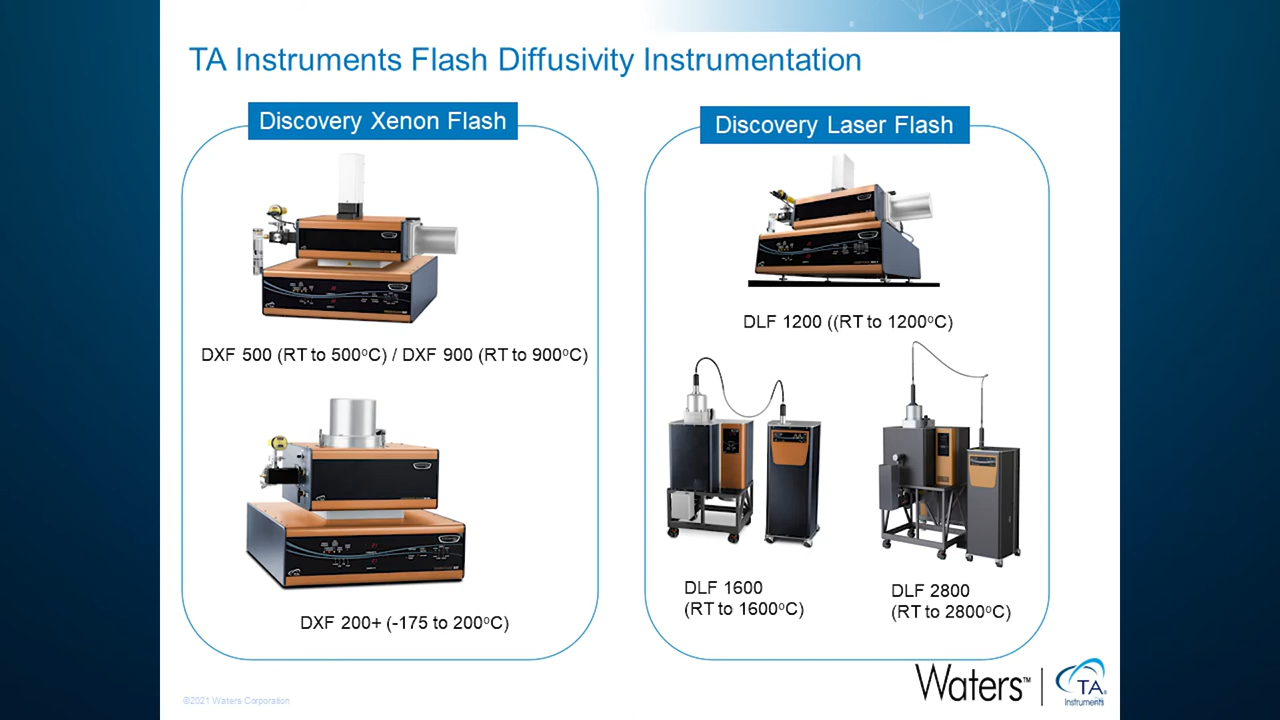 TA Instruments Flash Diffusivity Instrumentation
Discovery Xenon Flash
DXF 500 (RT to 500ºC) / DXF 900 (RT to 900ºC)
DXF 200+ (-175 to 200ºC)
Discovery Laser Flash
DLF 1200 ((RT to 1200ºC)
DLF 1600
(RT to 1600ºC)
DLF 2800
(RT to 2800ºC)
©2021 Waters Corporation
Waters™
TA
Instruments